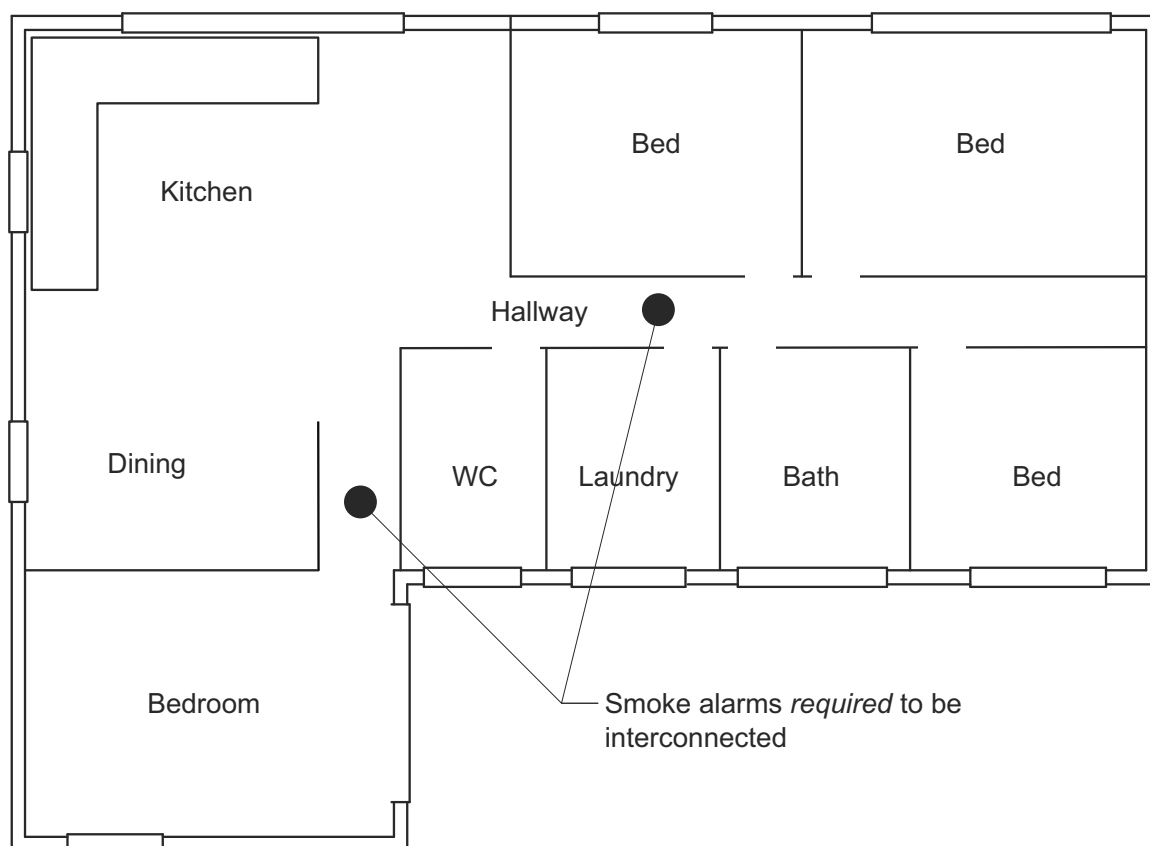 Bed
Bed
Kitchen
Hallway
Dining
WC
Laundry
Bath
Bed
Bedroom
Smoke alarms required to be
interconnected